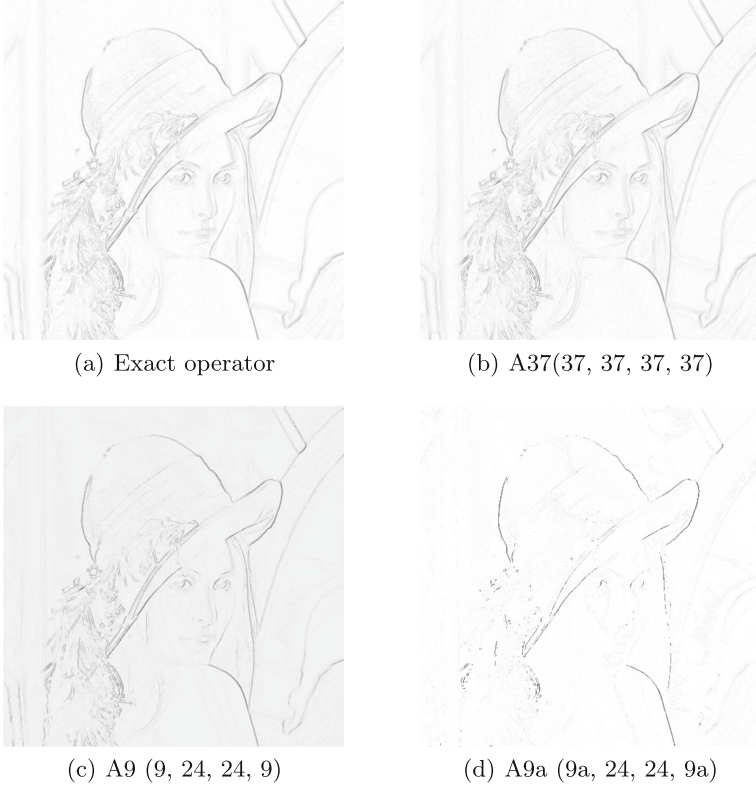 (a) Exact operator
(b) A37(37, 37, 37, 37)
(c) A9 (9, 24, 24, 9)
(d) A9a (9a, 24, 24, 9a)